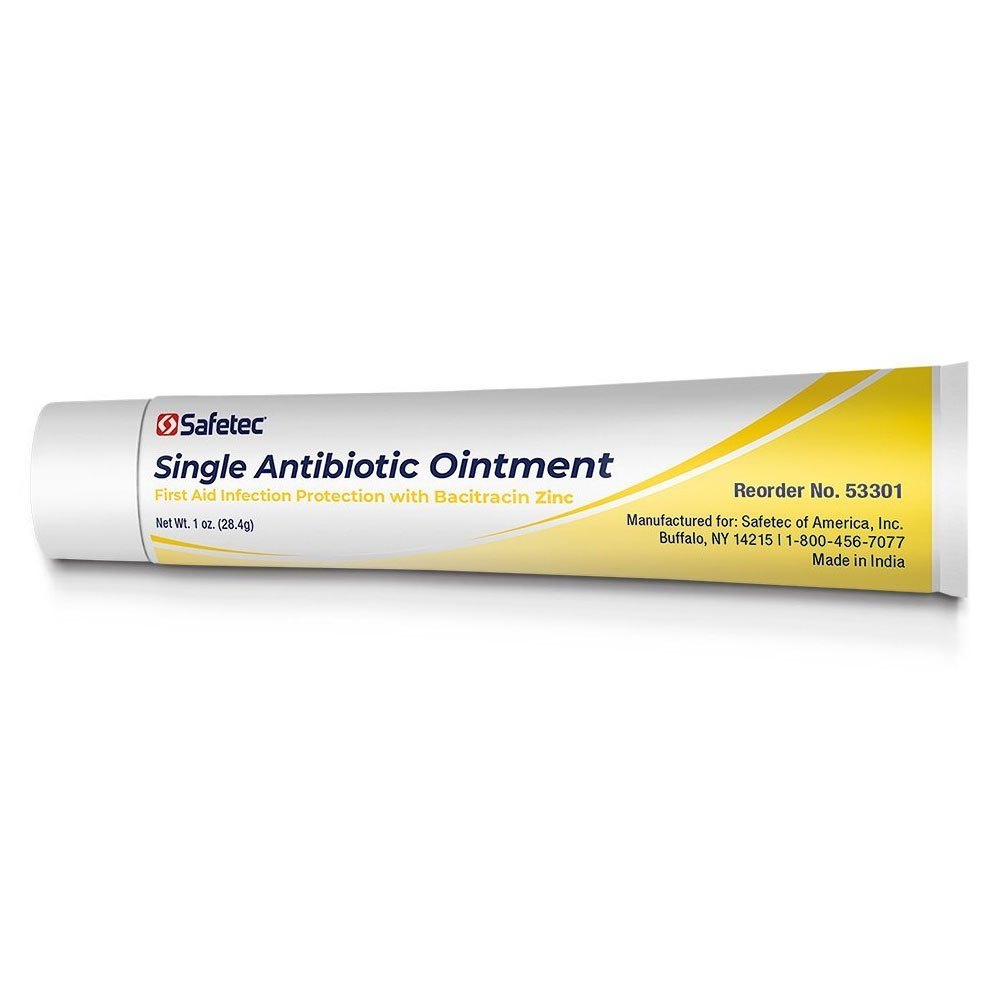 Safetec
Single Antibiotic Ointment
First Aid Infection Protection with Bacitracin Zinc
Net Wt. 1 oz. (28.4g)
Reorder No. 53301
Manufactured for: Safetec of America, Inc.
Buffalo, NY 14215 | 1-800-456-7077
Made in India